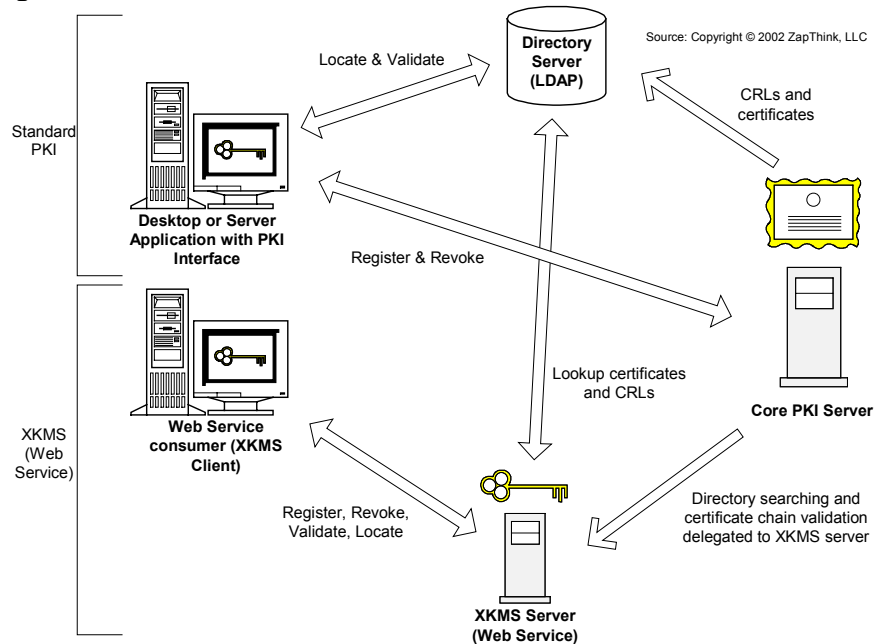 Source: Copyright © 2002 ZapThink, LLC
Directory
Server
(LDAP)
Locate & Validate
CRLs and
certificates
Standard
PKI
Desktop or Server
Application with PKI
Interface
Register & Revoke
Lookup certificates
and CRLs
Core PKI Server
XKMS
(Web
Service)
Web Service
consumer (XKMS
Client)
Register, Revoke,
Validate, Locate
Directory searching and
certificate chain validation
delegated to XKMS server
XKMS Server
(Web Service)